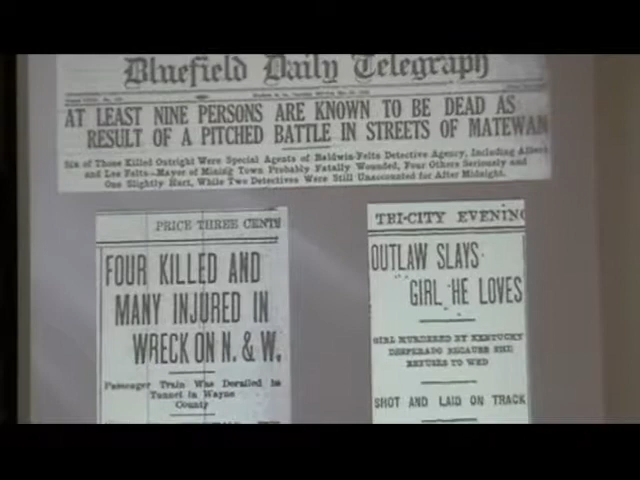 Bluefield Daily Telegraph
AT LEAST NINE PERSONS ARE KNOWN TO BE DEAD AS
RESULT OF A PITCHED BATTLE IN STREETS OF MATEWAN
Six of Those Killed Outright Were Special Agents of Baldwin-Felts Detective Agency, Including Albert
and Lee Felts—Mayor of Mining Town Probably Fatally Wounded, Four Others Seriously and
One Slightly Hurt, While Two Detectives Were Still Unaccounted for After Midnight.
PRICE THREE CENTS
FOUR KILLED AND
MANY INJURED IN
WRECK ON N. & W.
Passenger Train Was Derailed in
Tunnel in Wayne
County
TRI-CITY EVENING
OUTLAW SLAYS
GIRL HE LOVES
GIRL MURDERED BY KENTUCKY
DESPERADO BECAUSE SHE
REFUSES TO WED
SHOT AND LAID ON TRACK